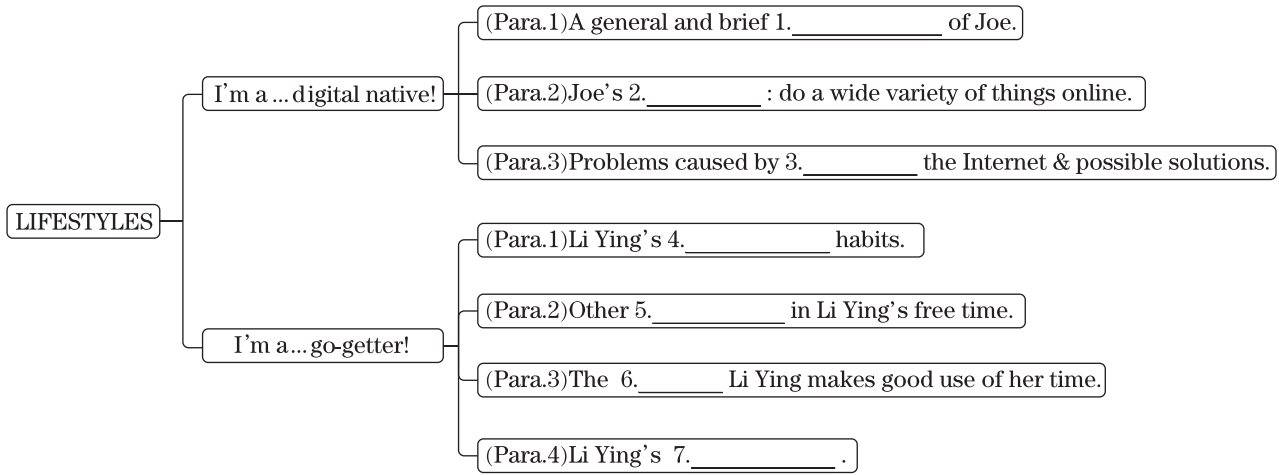 (Para.1)A general and brief 1.____________ of Joe.
I'm a ... digital native!
(Para.2)Joe's 2.__________ : do a wide variety of things online.
(Para.3)Problems caused by 3.__________ the Internet & possible solutions.
LIFESTYLES
(Para.1)Li Ying's 4.____________ habits.
(Para.2)Other 5.___________ in Li Ying's free time.
I'm a ... go-getter!
(Para.3)The 6._______ Li Ying makes good use of her time.
(Para.4)Li Ying's 7.____________ .